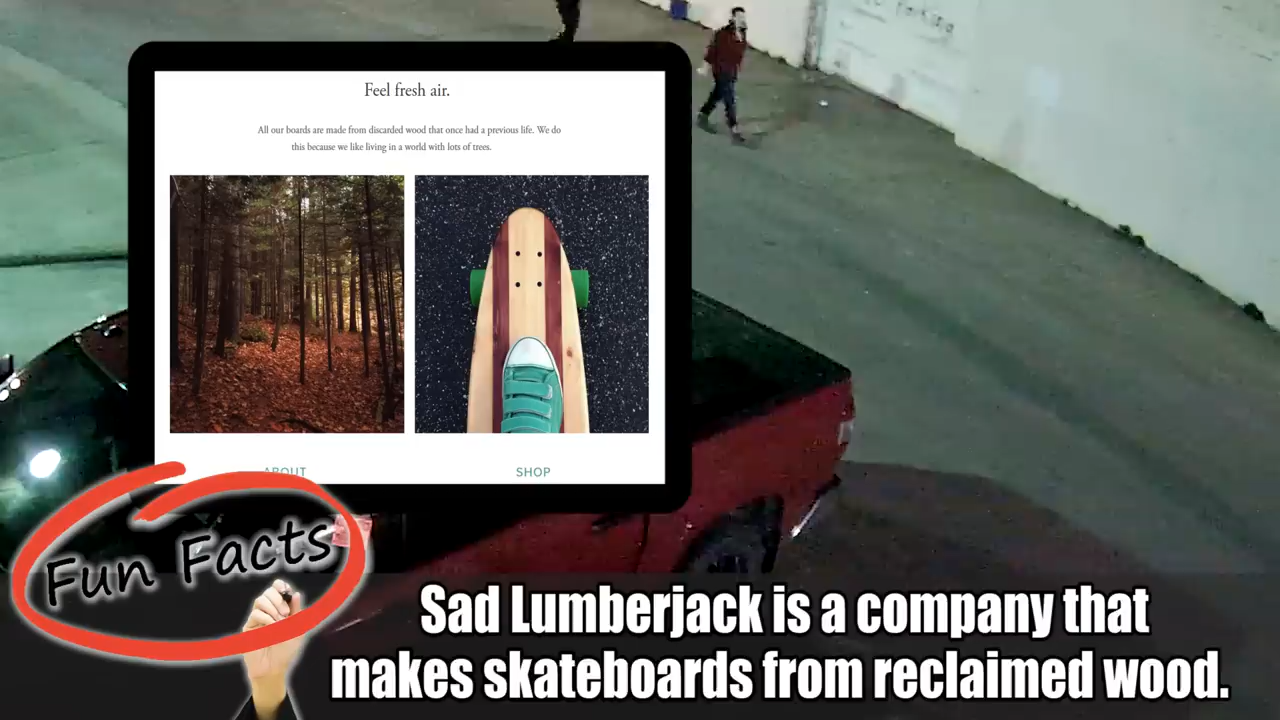 Feel fresh air.
All our boards are made from discarded wood that once had a previous life. We do
this because we like living in a world with lots of trees.
ABOUT
SHOP
Fun Facts
Sad Lumberjack is a company that
makes skateboards from reclaimed wood.